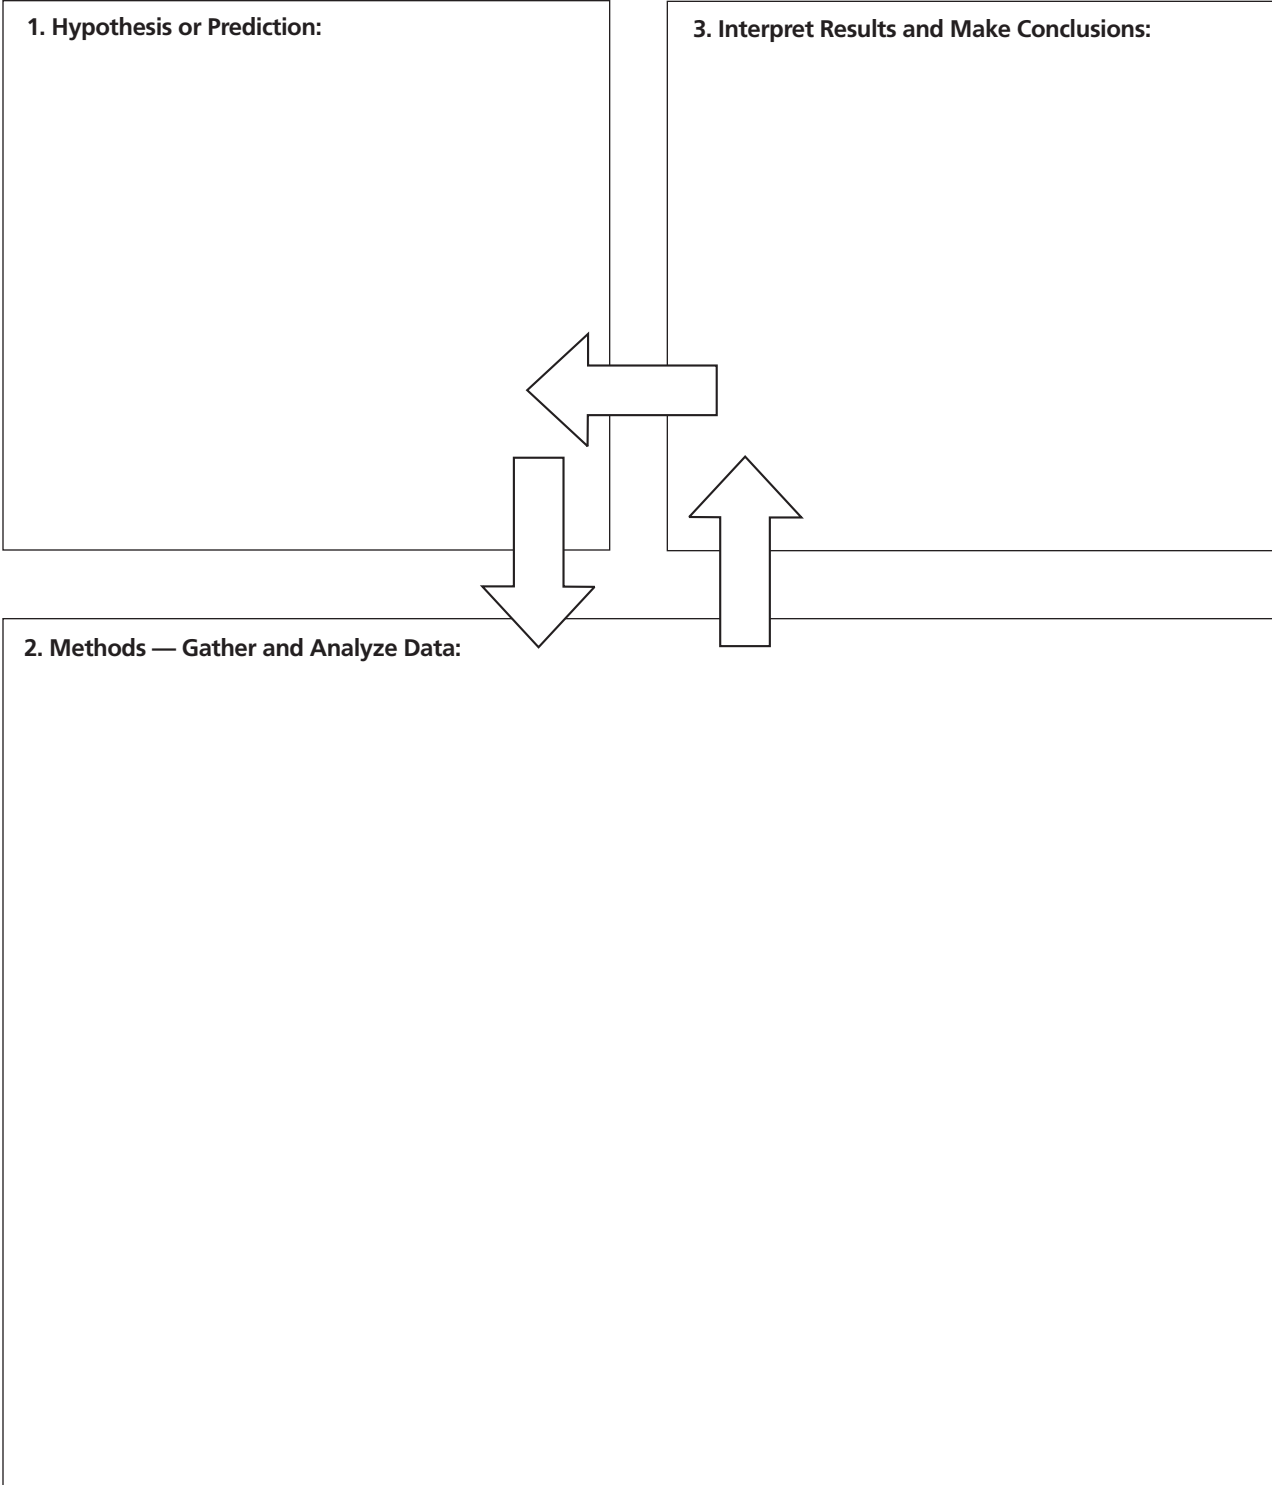 1. Hypothesis or Prediction:
3. Interpret Results and Make Conclusions:
2. Methods — Gather and Analyze Data: